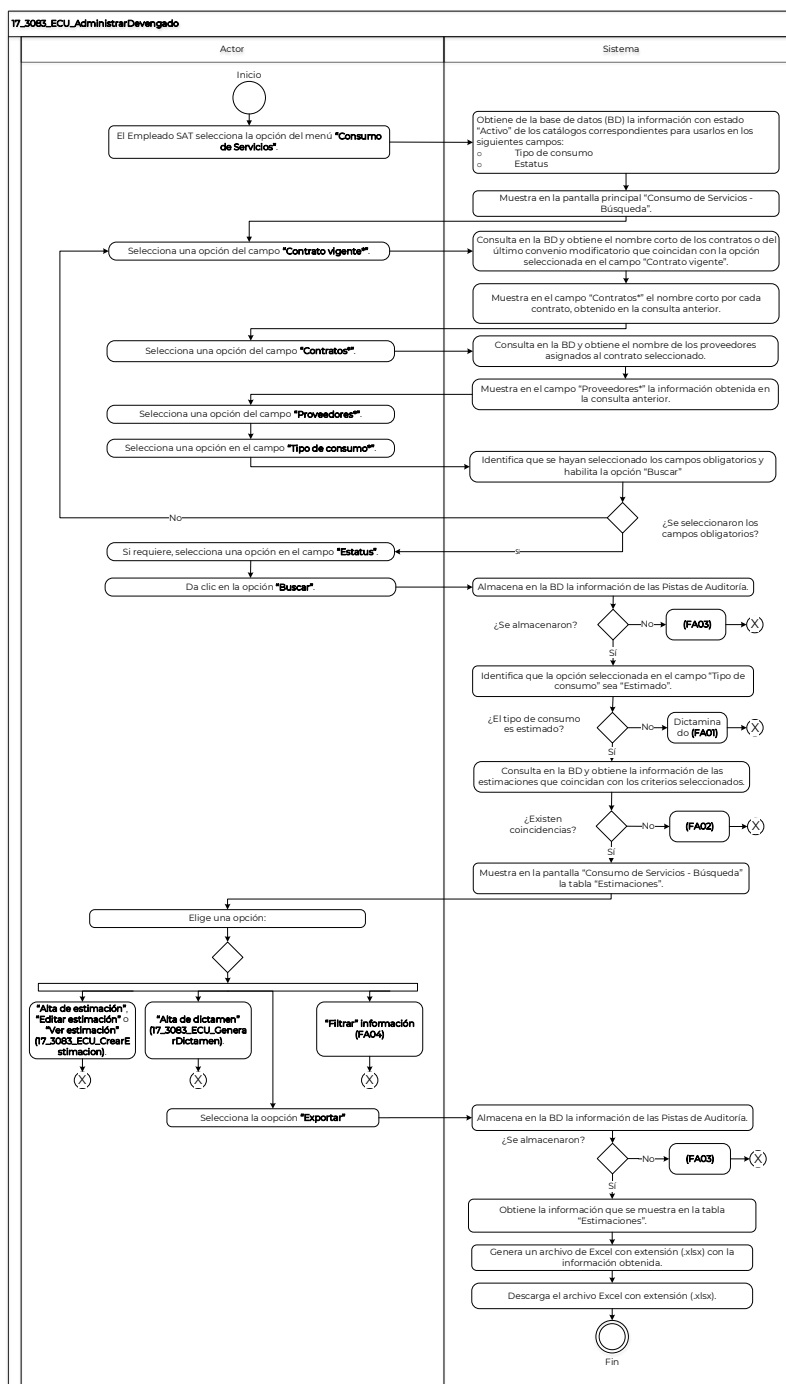 17_3083_ECU_AdministrarDevengado
Actor
Sistema
Inicio
El Empleado SAT selecciona la opción del menú "Consumo
de Servicios".
Obtiene de la base de datos (BD) la información con estado
"Activo" de los catálogos correspondientes para usarlos en los
siguientes campos:
o Tipo de consumo
o Estatus
Muestra en la pantalla principal "Consumo de Servicios -
Búsqueda".
Selecciona una opción del campo "Contrato vigente*".
Consulta en la BD y obtiene el nombre corto de los contratos o del
último convenio modificatorio que coincidan con la opción
seleccionada en el campo "Contrato vigente".
Muestra en el campo "Contratos*" el nombre corto por cada
contrato, obtenido en la consulta anterior.
Selecciona una opción del campo "Contratos*".
Consulta en la BD y obtiene el nombre de los proveedores
asignados al contrato seleccionado.
Muestra en el campo "Proveedores*" la información obtenida en
la consulta anterior.
Selecciona una opción del campo "Proveedores*".
Selecciona una opción en el campo "Tipo de consumo*".
Identifica que se hayan seleccionado los campos obligatorios y
habilita la opción "Buscar"
No
¿Se seleccionaron los
campos obligatorios?
Si requiere, selecciona una opción en el campo "Estatus".
si
Da clic en la opción "Buscar".
Almacena en la BD la información de las Pistas de Auditoría.
¿Se almacenaron?
No
(FA03)
X
Sí
Identifica que la opción seleccionada en el campo "Tipo de
consumo" sea "Estimado".
¿El tipo de consumo
es estimado?
No
Dictamina
do (FA01)
X
Sí
Consulta en la BD y obtiene la información de las
estimaciones que coincidan con los criterios seleccionados.
¿Existen
coincidencias?
No
(FA02)
X
Sí
Muestra en la pantalla "Consumo de Servicios - Búsqueda"
la tabla "Estimaciones".
Elige una opción:
"Alta de estimación",
"Editar estimación" o
"Ver estimación"
(17_3083_ECU_CrearE
stimacion).
"Alta de dictamen"
(17_3083_ECU_Genera
rDictamen).
"Filtrar" información
(FA04)
X
X
X
Selecciona la oopción "Exportar"
Almacena en la BD la información de las Pistas de Auditoría.
¿Se almacenaron?
No
(FA03)
X
Sí
Obtiene la información que se muestra en la tabla
"Estimaciones".
Genera un archivo de Excel con extensión (.xlsx) con la
información obtenida.
Descarga el archivo Excel con extensión (.xlsx).
Fin